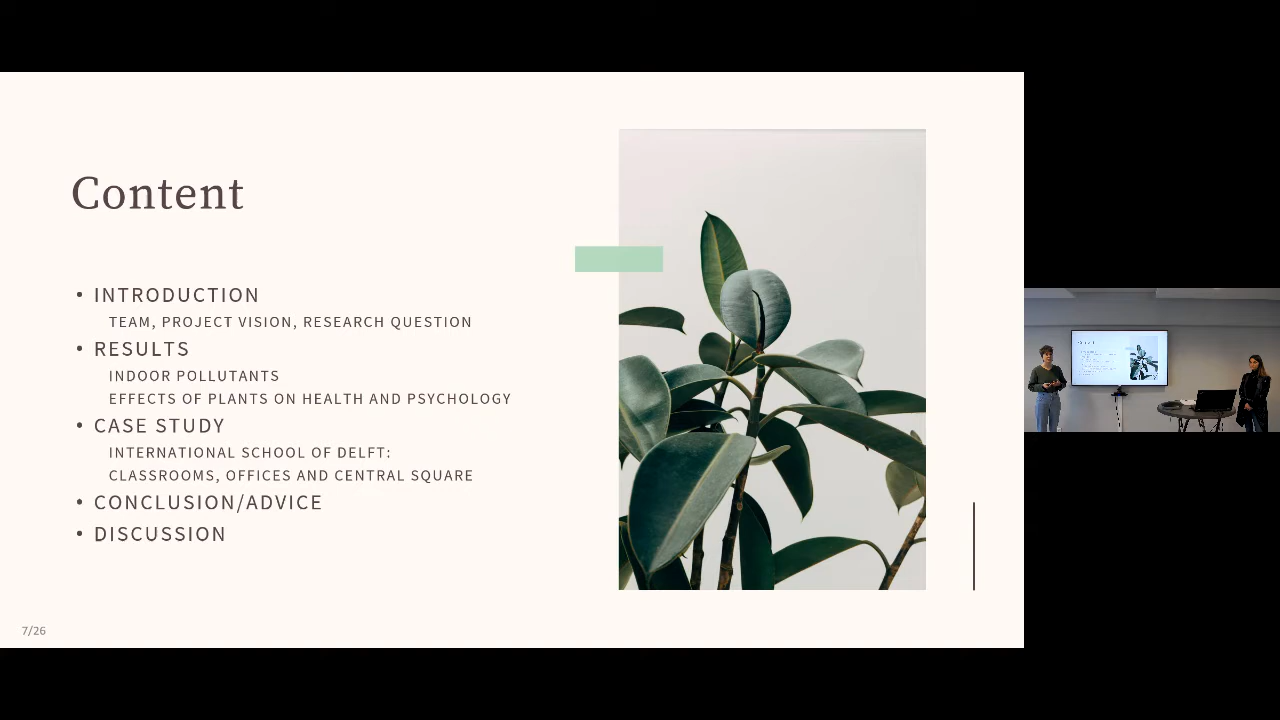 Content
• INTRODUCTION
TEAM, PROJECT VISION, RESEARCH QUESTION
• RESULTS
INDOOR POLLUTANTS
EFFECTS OF PLANTS ON HEALTH AND PSYCHOLOGY
• CASE STUDY
INTERNATIONAL SCHOOL OF DELFT:
CLASSROOMS, OFFICES AND CENTRAL SQUARE
• CONCLUSION/ADVICE
• DISCUSSION
7/26